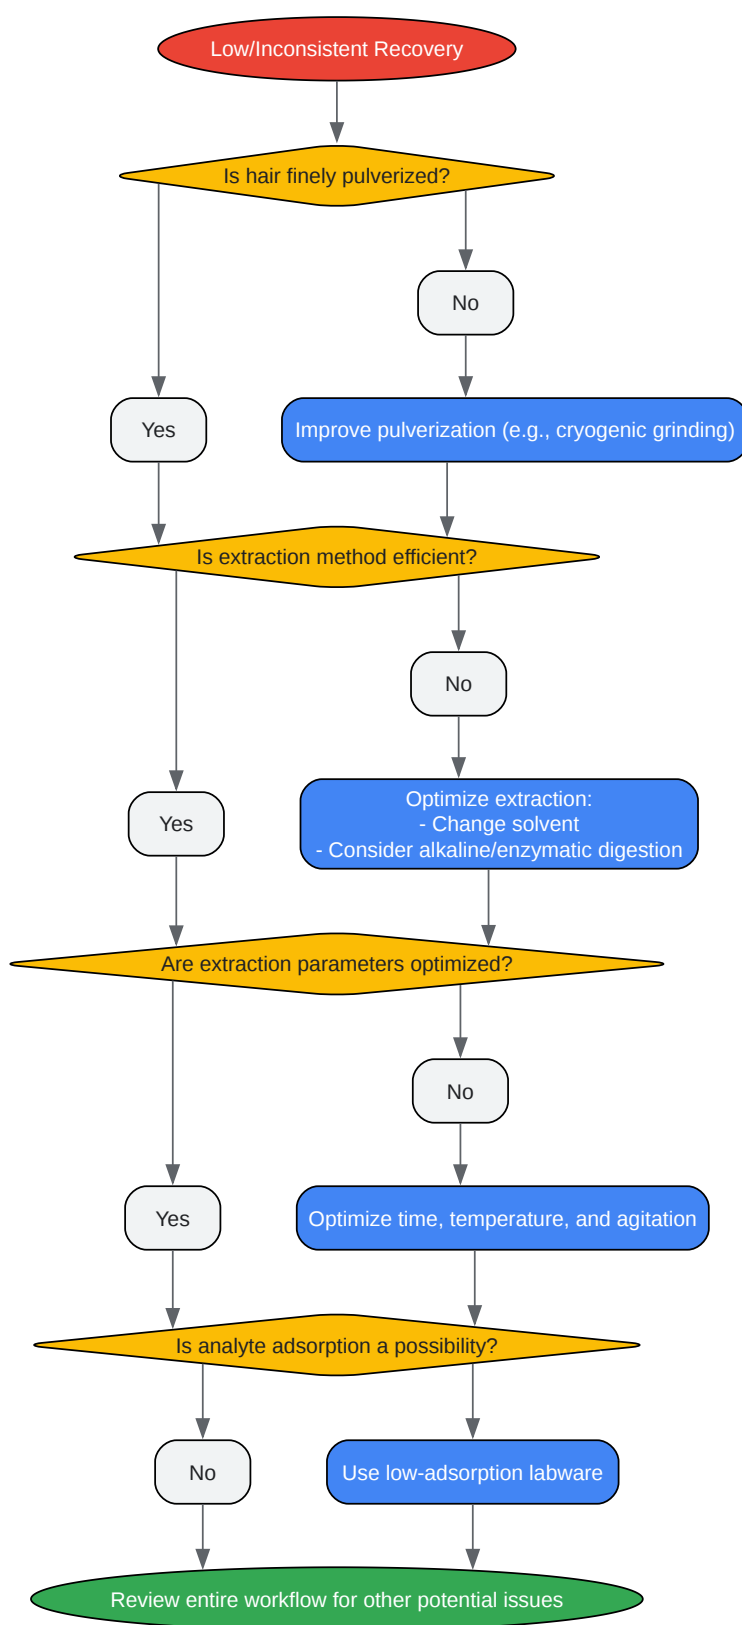 Low/Inconsistent Recovery
Is hair finely pulverized?
No
Yes
Improve pulverization (e.g., cryogenic grinding)
Is extraction method efficient?
No
Yes
Optimize extraction:
- Change solvent
- Consider alkaline/enzymatic digestion
Are extraction parameters optimized?
No
Yes
Optimize time, temperature, and agitation
Is analyte adsorption a possibility?
No
Use low-adsorption labware
Review entire workflow for other potential issues